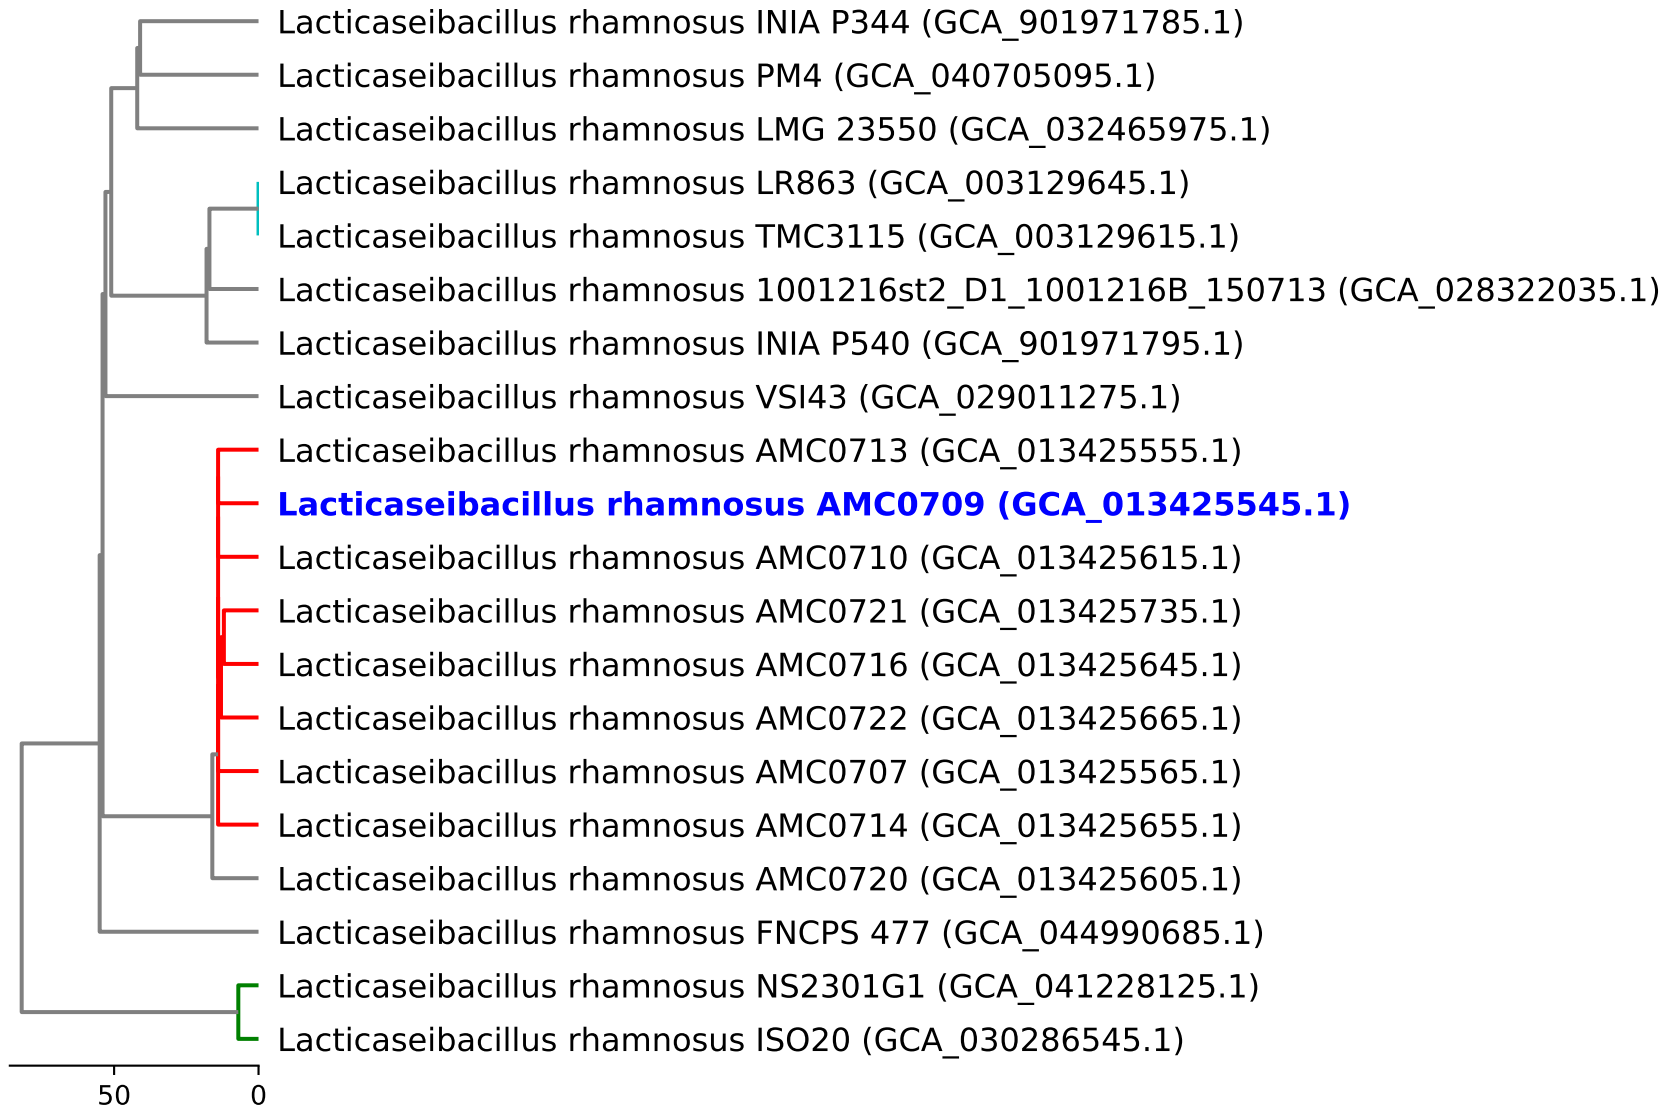 Lacticaseibacillus rhamnosus INIA P344 (GCA_901971785.1)
Lacticaseibacillus rhamnosus PM4 (GCA_040705095.1)
Lacticaseibacillus rhamnosus LMG 23550 (GCA_032465975.1)
Lacticaseibacillus rhamnosus LR863 (GCA_003129645.1)
Lacticaseibacillus rhamnosus TMC3115 (GCA_003129615.1)
Lacticaseibacillus rhamnosus 1001216st2_D1_1001216B_150713 (GCA_028322035.1)
Lacticaseibacillus rhamnosus INIA P540 (GCA_901971795.1)
Lacticaseibacillus rhamnosus VSI43 (GCA_029011275.1)
Lacticaseibacillus rhamnosus AMC0713 (GCA_013425555.1)
Lacticaseibacillus rhamnosus AMC0709 (GCA_013425545.1)
Lacticaseibacillus rhamnosus AMC0710 (GCA_013425615.1)
Lacticaseibacillus rhamnosus AMC0721 (GCA_013425735.1)
Lacticaseibacillus rhamnosus AMC0716 (GCA_013425645.1)
Lacticaseibacillus rhamnosus AMC0722 (GCA_013425665.1)
Lacticaseibacillus rhamnosus AMC0707 (GCA_013425565.1)
Lacticaseibacillus rhamnosus AMC0714 (GCA_013425655.1)
Lacticaseibacillus rhamnosus AMC0720 (GCA_013425605.1)
Lacticaseibacillus rhamnosus FNCPS 477 (GCA_044990685.1)
Lacticaseibacillus rhamnosus NS2301G1 (GCA_041228125.1)
Lacticaseibacillus rhamnosus ISO20 (GCA_030286545.1)
50 0